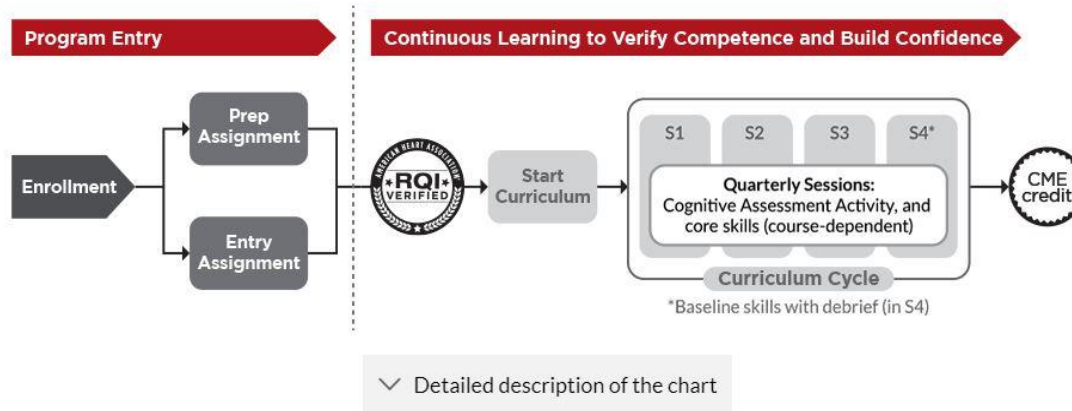 Program Entry
Continuous Learning to Verify Competence and Build Confidence
Enrollment
Prep
Assignment
Entry
Assignment
AMERICAN HEART ASSOCIATION
RQI
VERIFIED
Start
Curriculum
S1
S2
S3
S4*
Quarterly Sessions:
Cognitive Assessment Activity, and
core skills (course-dependent)
Curriculum Cycle
*Baseline skills with debrief (in S4)
CME
credit
Detailed description of the chart